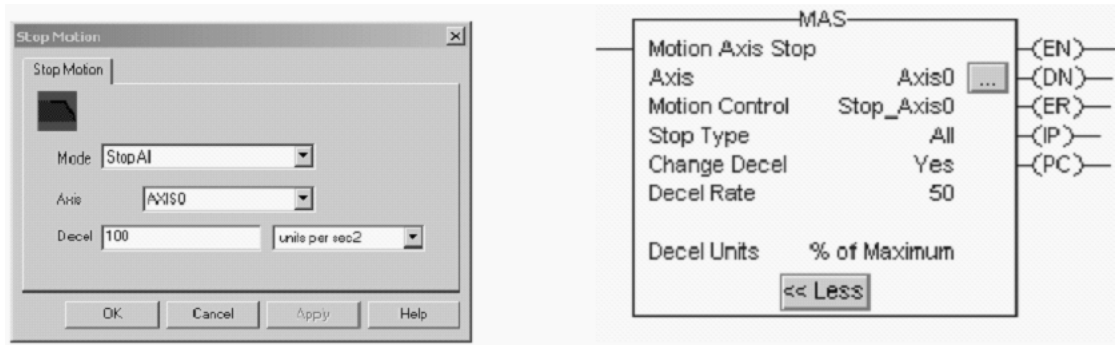 Stop Motion
Stop Motion
Mode StopAll
Axis AXIS0
Decel 100 units per sec2
OK Cancel Apply Help
MAS
Motion Axis Stop (EN)
Axis Axis0 ... (DN)
Motion Control Stop_Axis0 (ER)
Stop Type All (IP)
Change Decel Yes (PC)
Decel Rate 50
Decel Units % of Maximum
<< Less